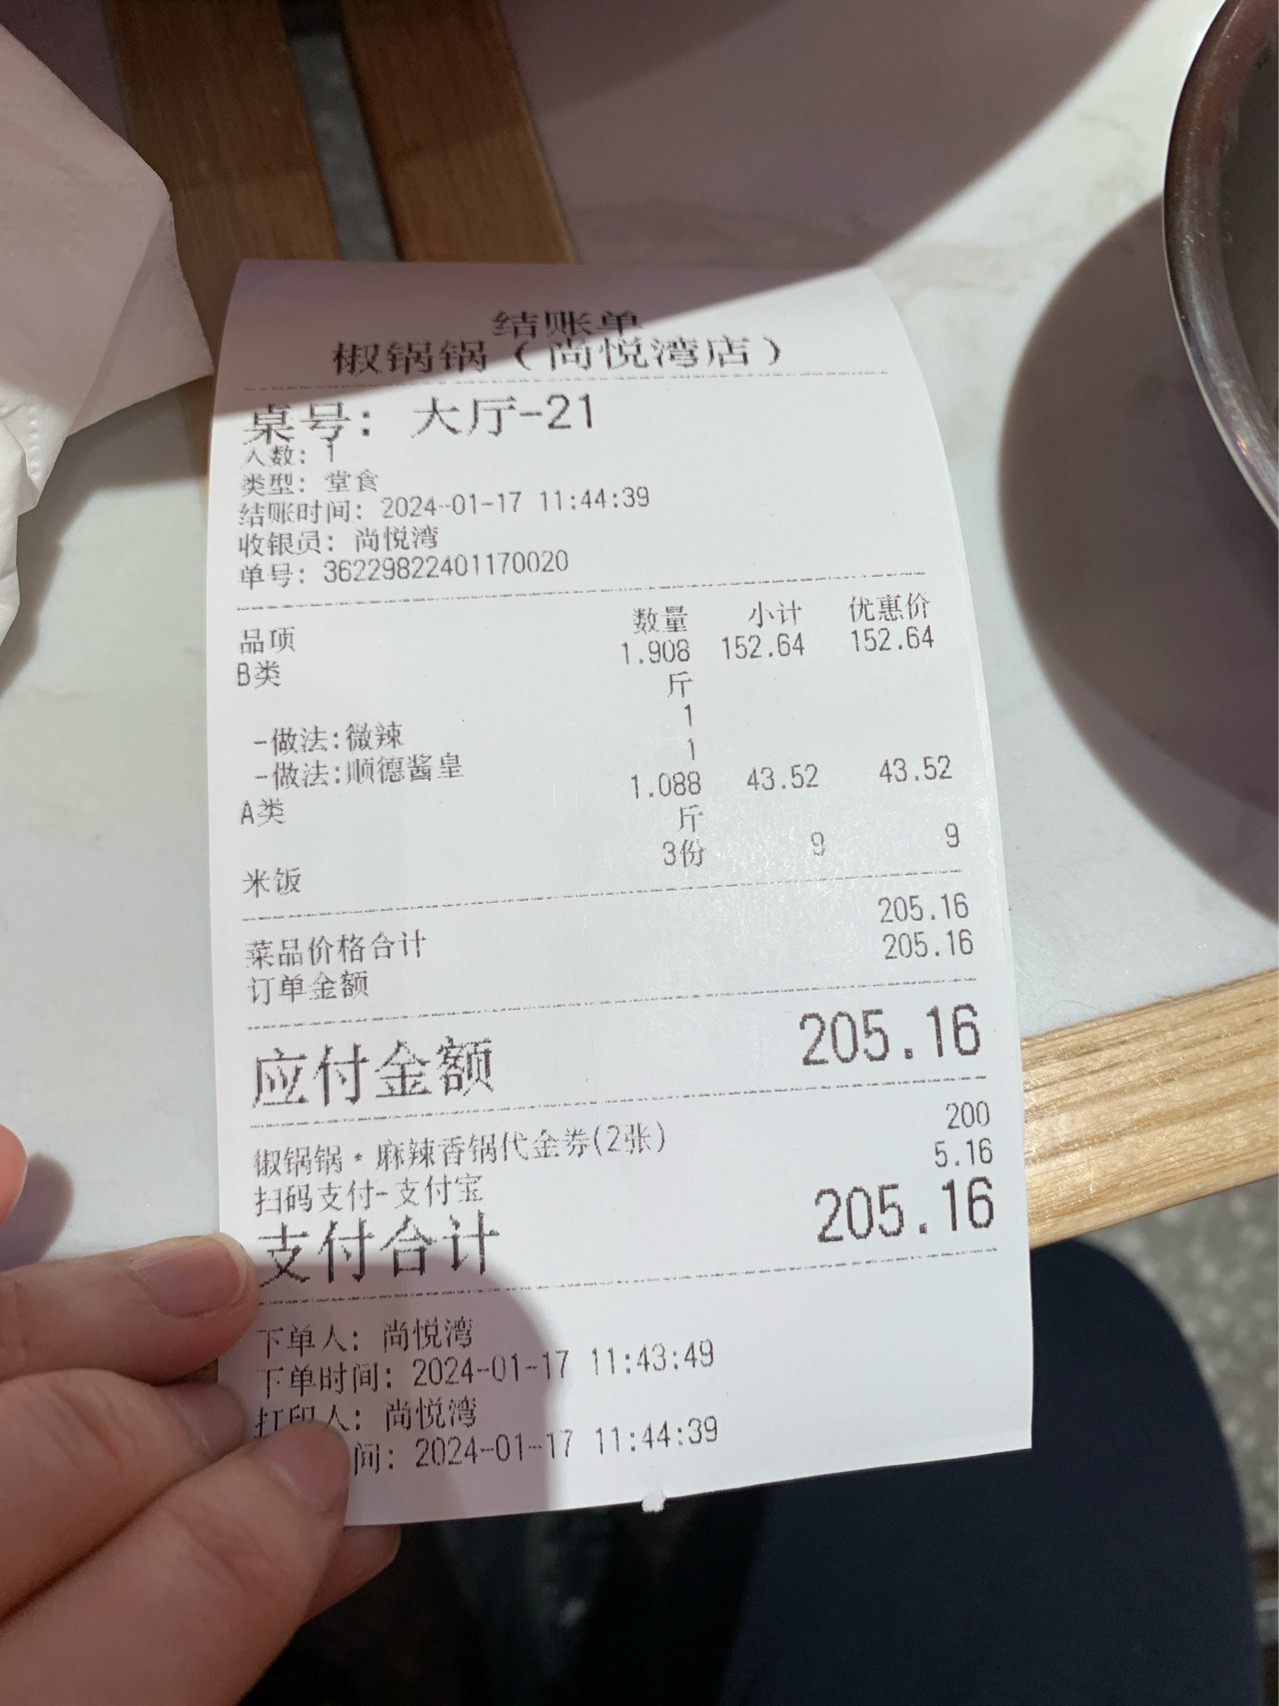 结账单
椒锅锅（尚悦湾店）
桌号: 大厅-21
人数: 1
类型: 堂食
结账时间: 2024-01-17 11:44:39
收银员: 尚悦湾
单号: 36229822401170020
品项 数量 小计 优惠价
B类 1.908 152.64 152.64
斤
-做法:微辣 1
-做法:顺德酱皇 1
A类 1.088 43.52 43.52
斤
米饭 3份 9 9
菜品价格合计 205.16
订单金额 205.16
应付金额 205.16
椒锅锅·麻辣香锅代金券(2张) 200
扫码支付-支付宝 5.16
支付合计 205.16
下单人: 尚悦湾
下单时间: 2024-01-17 11:43:49
打印人: 尚悦湾
间: 2024-01-17 11:44:39